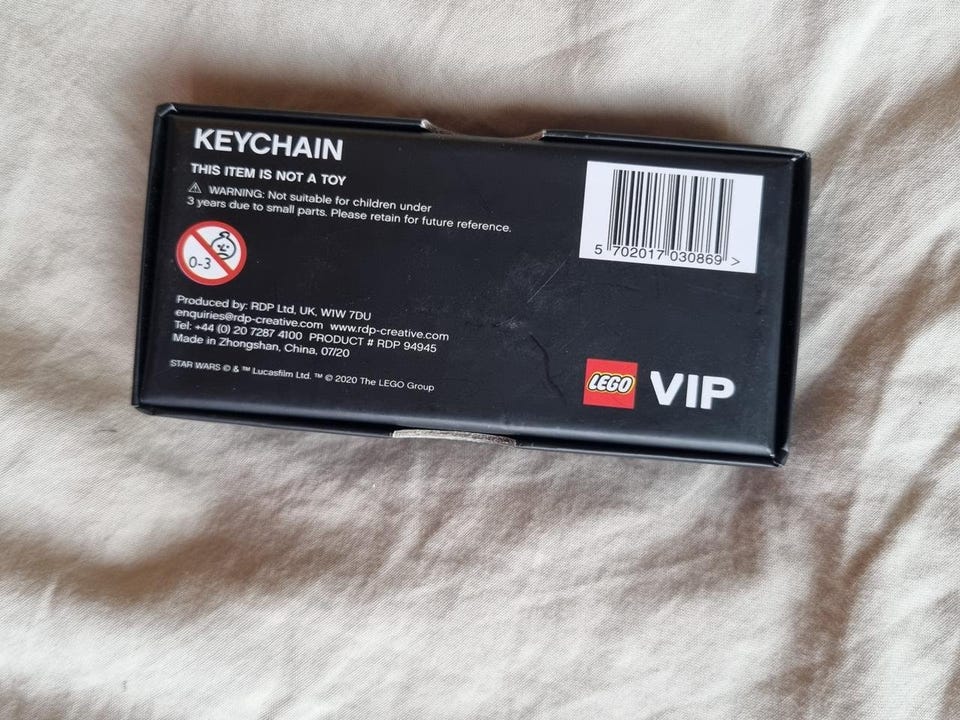 KEYCHAIN
THIS ITEM IS NOT A TOY
⚠ WARNING: Not suitable for children under
3 years due to small parts. Please retain for future reference.
0-3
Produced by: RDP Ltd, UK, W1W 7DU
enquiries@rdp-creative.com www.rdp-creative.com
Tel: +44 (0) 20 7287 4100 PRODUCT # RDP 94945
Made in Zhongshan, China, 07/20
STAR WARS © & ™ Lucasfilm Ltd. ™ © 2020 The LEGO Group
5 702017 030869 >
LEGO VIP